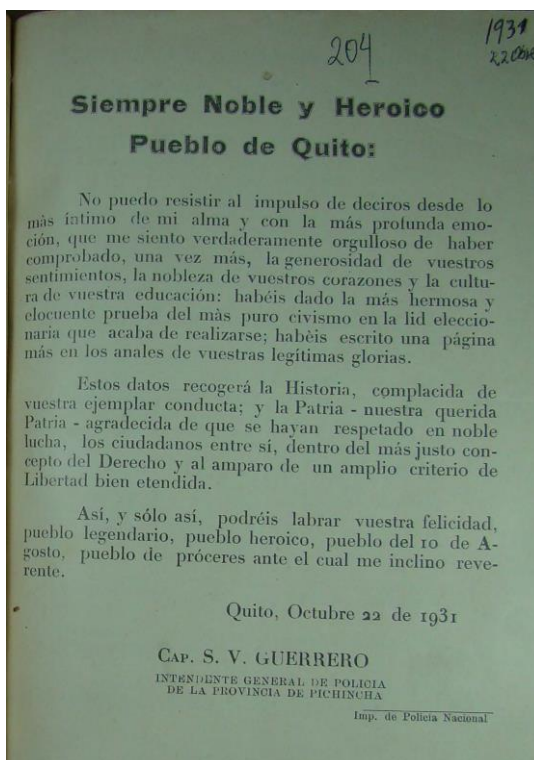 204
1931
22 Obre
Siempre Noble y Heroico
Pueblo de Quito:
No puedo resistir al impulso de deciros desde lo
más íntimo de mi alma y con la más profunda emo-
ción, que me siento verdaderamente orgulloso de haber
comprobado, una vez más, la generosidad de vuestros
sentimientos, la nobleza de vuestros corazones y la cultu-
ra de vuestra educación: habéis dado la más hermosa y
elocuente prueba del màs puro civismo en la lid eleccio-
naria que acaba de realizarse; habèis escrito una página
más en los anales de vuestras legítimas glorias.
Estos datos recogerá la Historia, complacida de
vuestra ejemplar conducta; y la Patria - nuestra querida
Patria - agradecida de que se hayan respetado en noble
lucha, los ciudadanos entre sí, dentro del más justo con-
cepto del Derecho y al amparo de un amplio criterio de
Libertad bien etendida.
Así, y sólo así, podréis labrar vuestra felicidad,
pueblo legendario, pueblo heroico, pueblo del 10 de A-
gosto, pueblo de próceres ante el cual me inclino reve-
rente.
Quito, Octubre 22 de 1931
CAP. S. V. GUERRERO
INTENDENTE GENERAL DE POLICIA
DE LA PROVINCIA DE PICHINCHA
Imp. de Policía Nacional